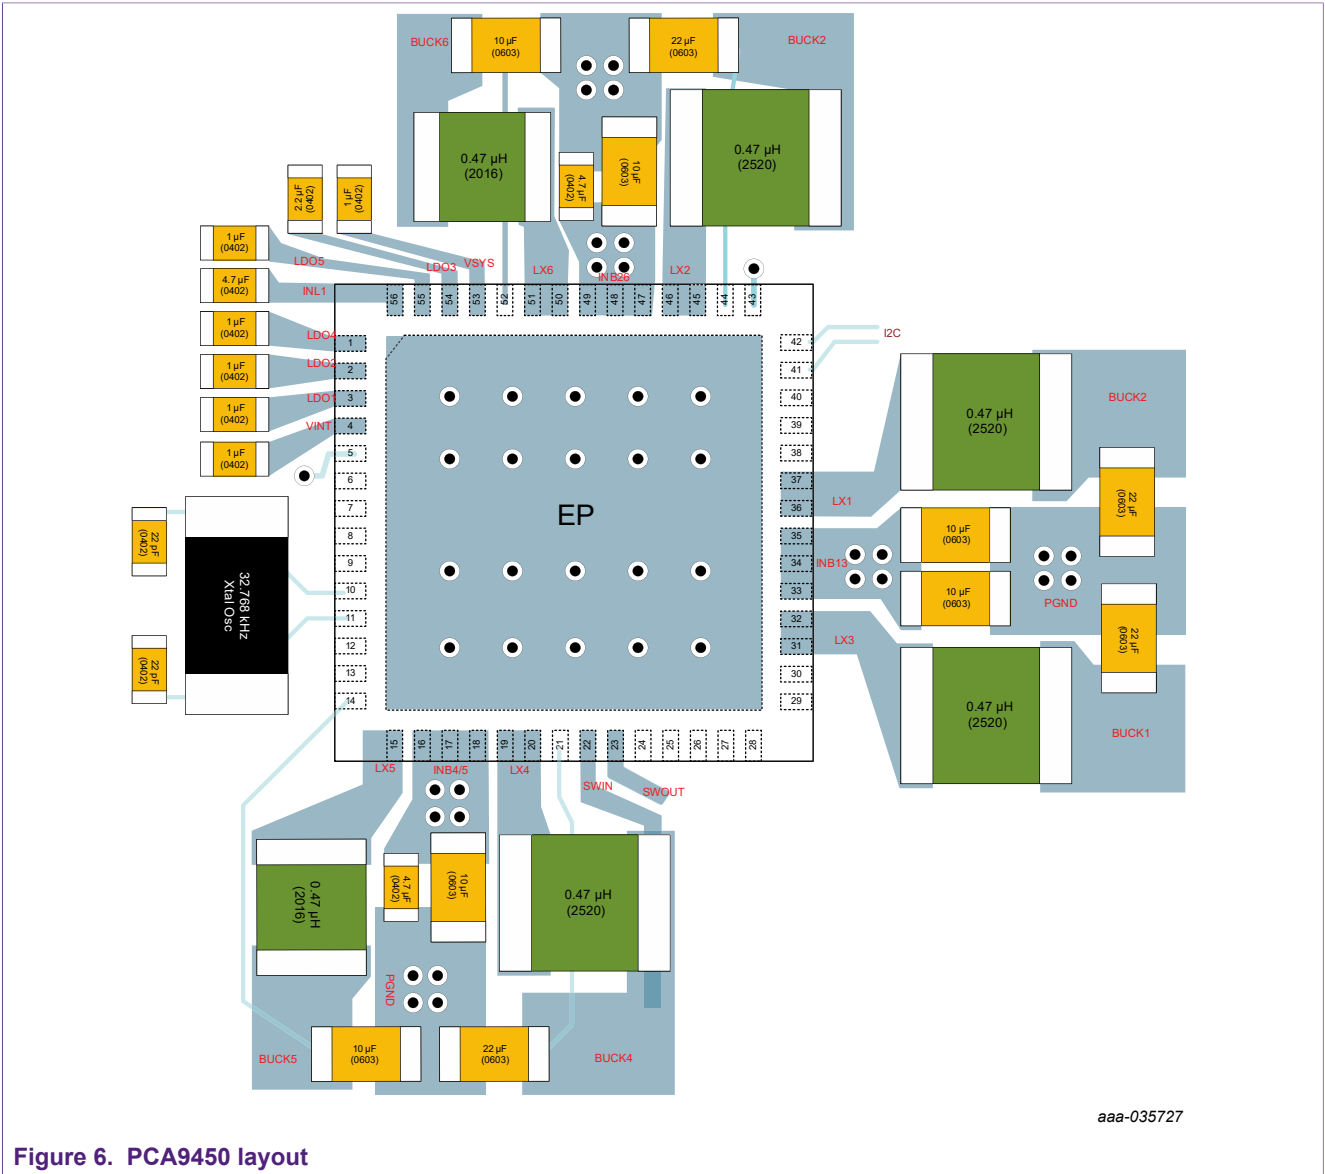 BUCK6
10 µF
(0603)
22 µF
(0603)
BUCK2
0.47 µH
(2016)
4.7 µF
(0402)
10 µF
(0603)
0.47 µH
(2520)
2.2 µF
(0402)
1 µF
(0402)
1 µF
(0402)
LDO5
LDO3
VSYS
LX6
INB26
LX2
4.7 µF
(0402)
INL1
56
55
54
53
52
51
50
49
48
47
46
45
44
43
1 µF
(0402)
LDO4
1 µF
(0402)
LDO2
1 µF
(0402)
LDO1
1 µF
(0402)
VINT
1
2
3
4
5
6
7
8
9
10
11
12
13
14
42
41
40
39
38
37
36
35
34
33
32
31
30
29
I2C
EP
0.47 µH
(2520)
BUCK2
LX1
22 µF
(0603)
10 µF
(0603)
INB13
10 µF
(0603)
PGND
22 µF
(0603)
LX3
0.47 µH
(2520)
BUCK1
22 pF
(0402)
32.768 kHz
Xtal Osc
22 pF
(0402)
15
16
17
18
19
20
21
22
23
24
25
26
27
28
LX5
INB4/5
LX4
SWIN
SWOUT
0.47 µH
(2016)
4.7 µF
(0402)
10 µF
(0603)
0.47 µH
(2520)
PGND
BUCK5
10 µF
(0603)
22 µF
(0603)
BUCK4
aaa-035727
Figure 6. PCA9450 layout